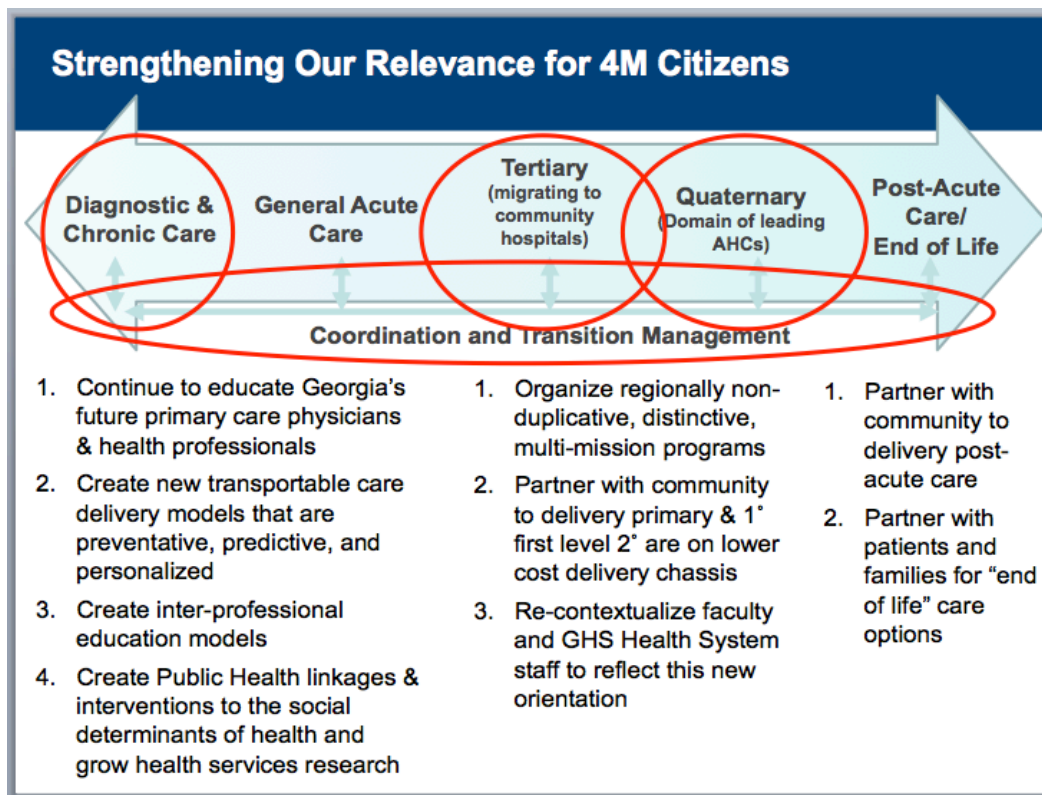 Strengthening Our Relevance for 4M Citizens
Diagnostic &
Chronic Care
General Acute
Care
Tertiary
(migrating to
community
hospitals)
Quaternary
(Domain of leading
AHCs)
Post-Acute
Care/
End of Life
Coordination and Transition Management
1. Continue to educate Georgia's
future primary care physicians
& health professionals
2. Create new transportable care
delivery models that are
preventative, predictive, and
personalized
3. Create inter-professional
education models
4. Create Public Health linkages &
interventions to the social
determinants of health and
grow health services research
1. Organize regionally non-
duplicative, distinctive,
multi-mission programs
2. Partner with community
to delivery primary & 1˚
first level 2˚ are on lower
cost delivery chassis
3. Re-contextualize faculty
and GHS Health System
staff to reflect this new
orientation
1. Partner with
community to
delivery post-
acute care
2. Partner with
patients and
families for “end
of life” care
options